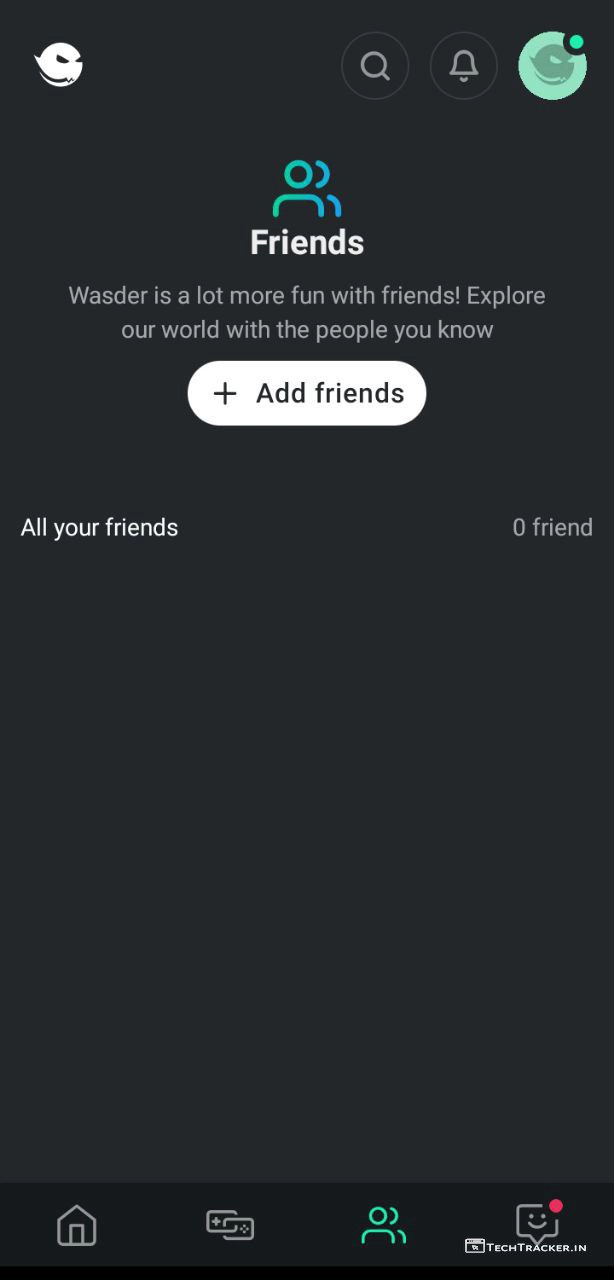 Friends
Wasder is a lot more fun with friends! Explore
our world with the people you know
+ Add friends
All your friends
0 friend
TECHTRACKER.IN